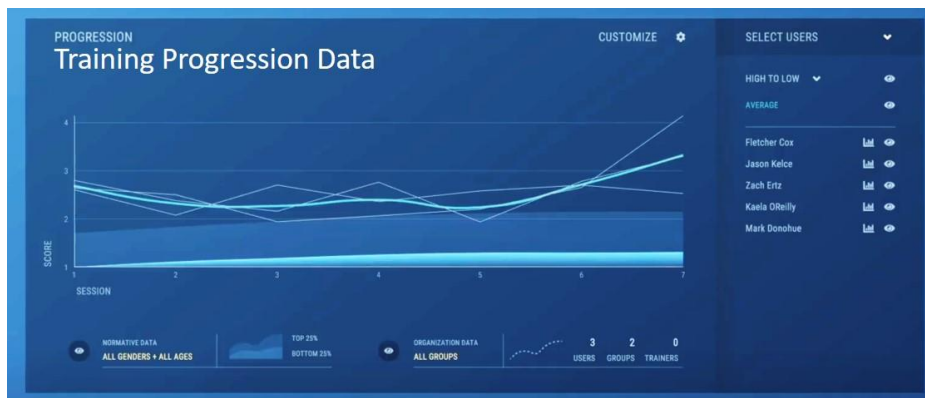 PROGRESSION
Training Progression Data
CUSTOMIZE
SELECT USERS
HIGH TO LOW
AVERAGE
Fletcher Cox
Jason Kelce
Zach Ertz
Kaela OReilly
Mark Donohue
4
3
2
1
SCORE
1 2 3 4 5 6 7
SESSION
NORMATIVE DATA
ALL GENDERS + ALL AGES
TOP 25%
BOTTOM 25%
ORGANIZATION DATA
ALL GROUPS
3 2 0
USERS GROUPS TRAINERS